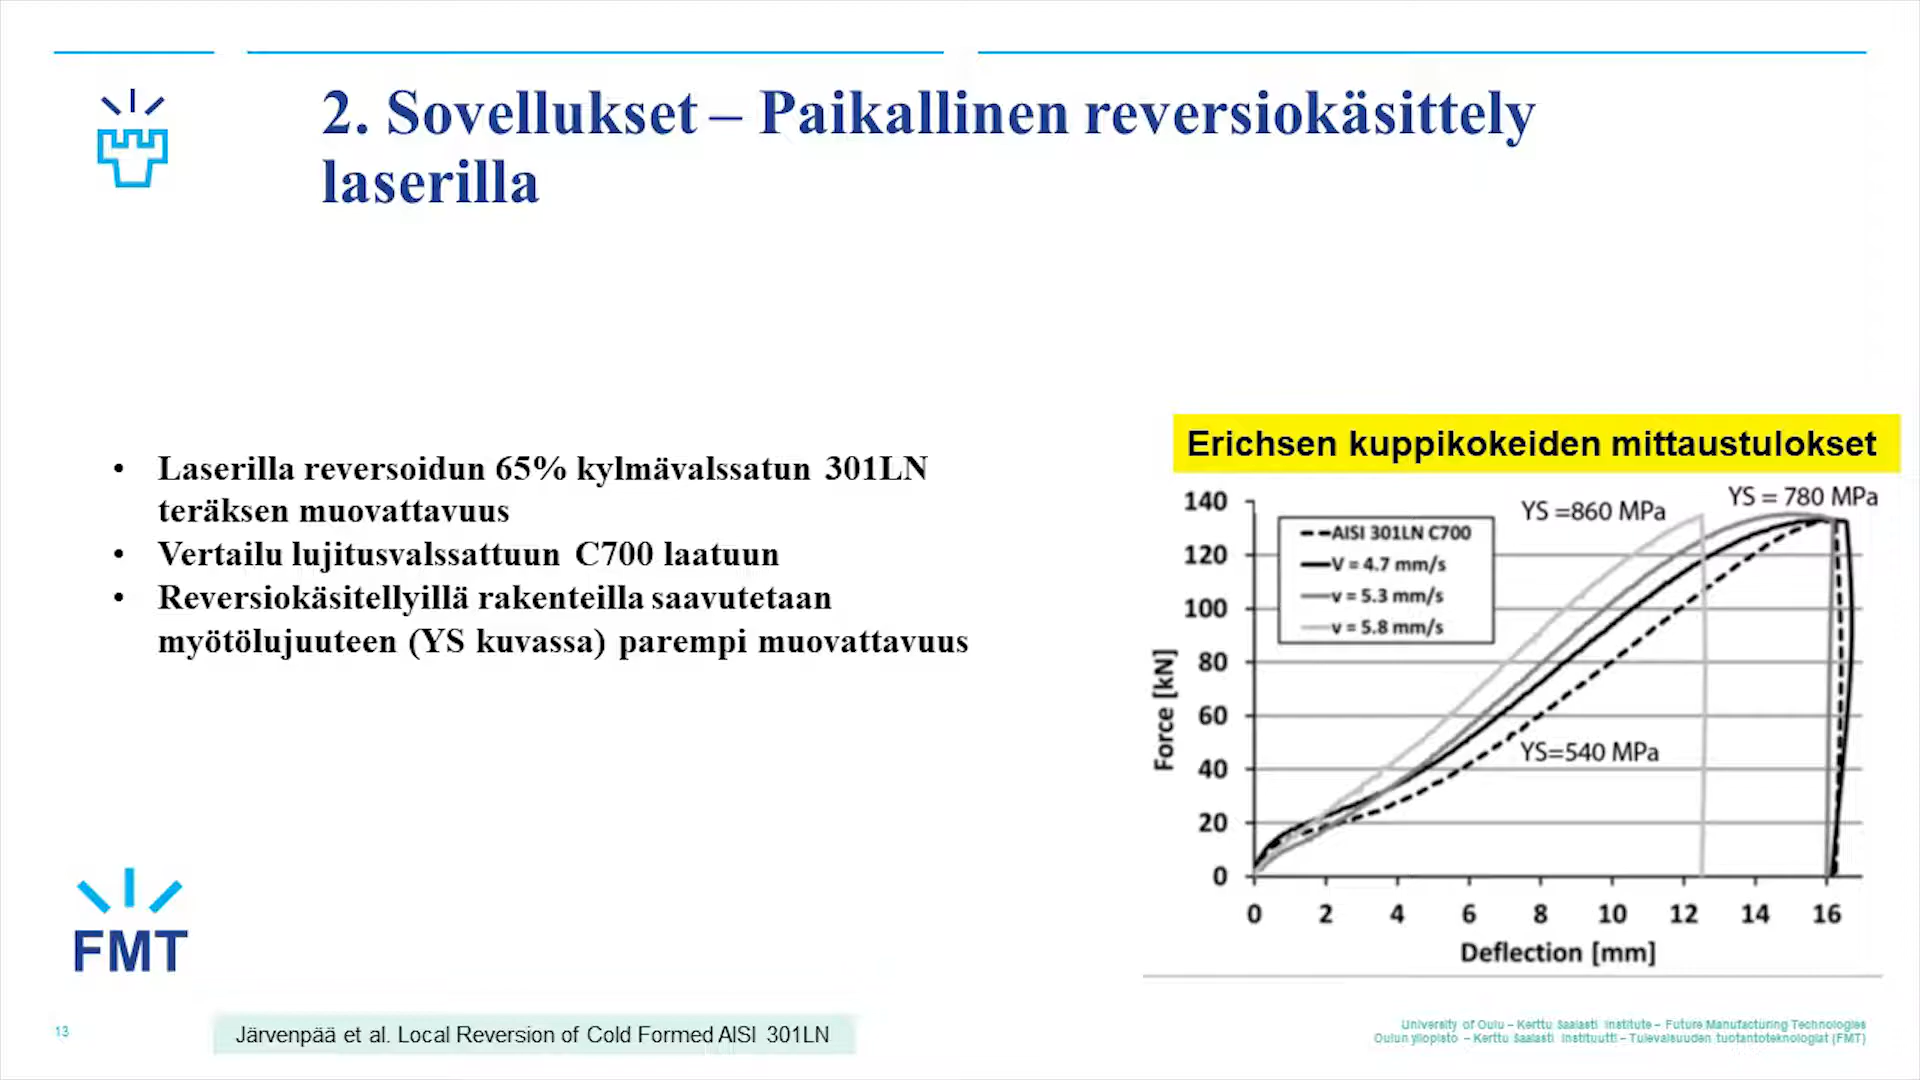 2. Sovellukset – Paikallinen reversiokäsittely
laserilla
• Laserilla reversoidun 65% kylmävalssatun 301LN
teräksen muovattavuus
• Vertailu lujitusvalssattuun C700 laatuun
• Reversiokäsitellyillä rakenteilla saavutetaan
myötölujuuteen (YS kuvassa) parempi muovattavuus
Erichsen kuppikokeiden mittaustulokset
YS =860 MPa
YS = 780 MPa
AISI 301LN C700
V = 4.7 mm/s
v = 5.3 mm/s
v = 5.8 mm/s
YS=540 MPa
Force [kN]
140
120
100
80
60
40
20
0
0 2 4 6 8 10 12 14 16
Deflection [mm]
FMT
13
Järvenpää et al. Local Reversion of Cold Formed AISI 301LN
University of Oulu – Kerttu Saalasti Institute – Future Manufacturing Technologies
Oulun yliopisto – Kerttu Saalasti Instituutti – Tulevaisuuden tuotantoteknologiat (FMT)